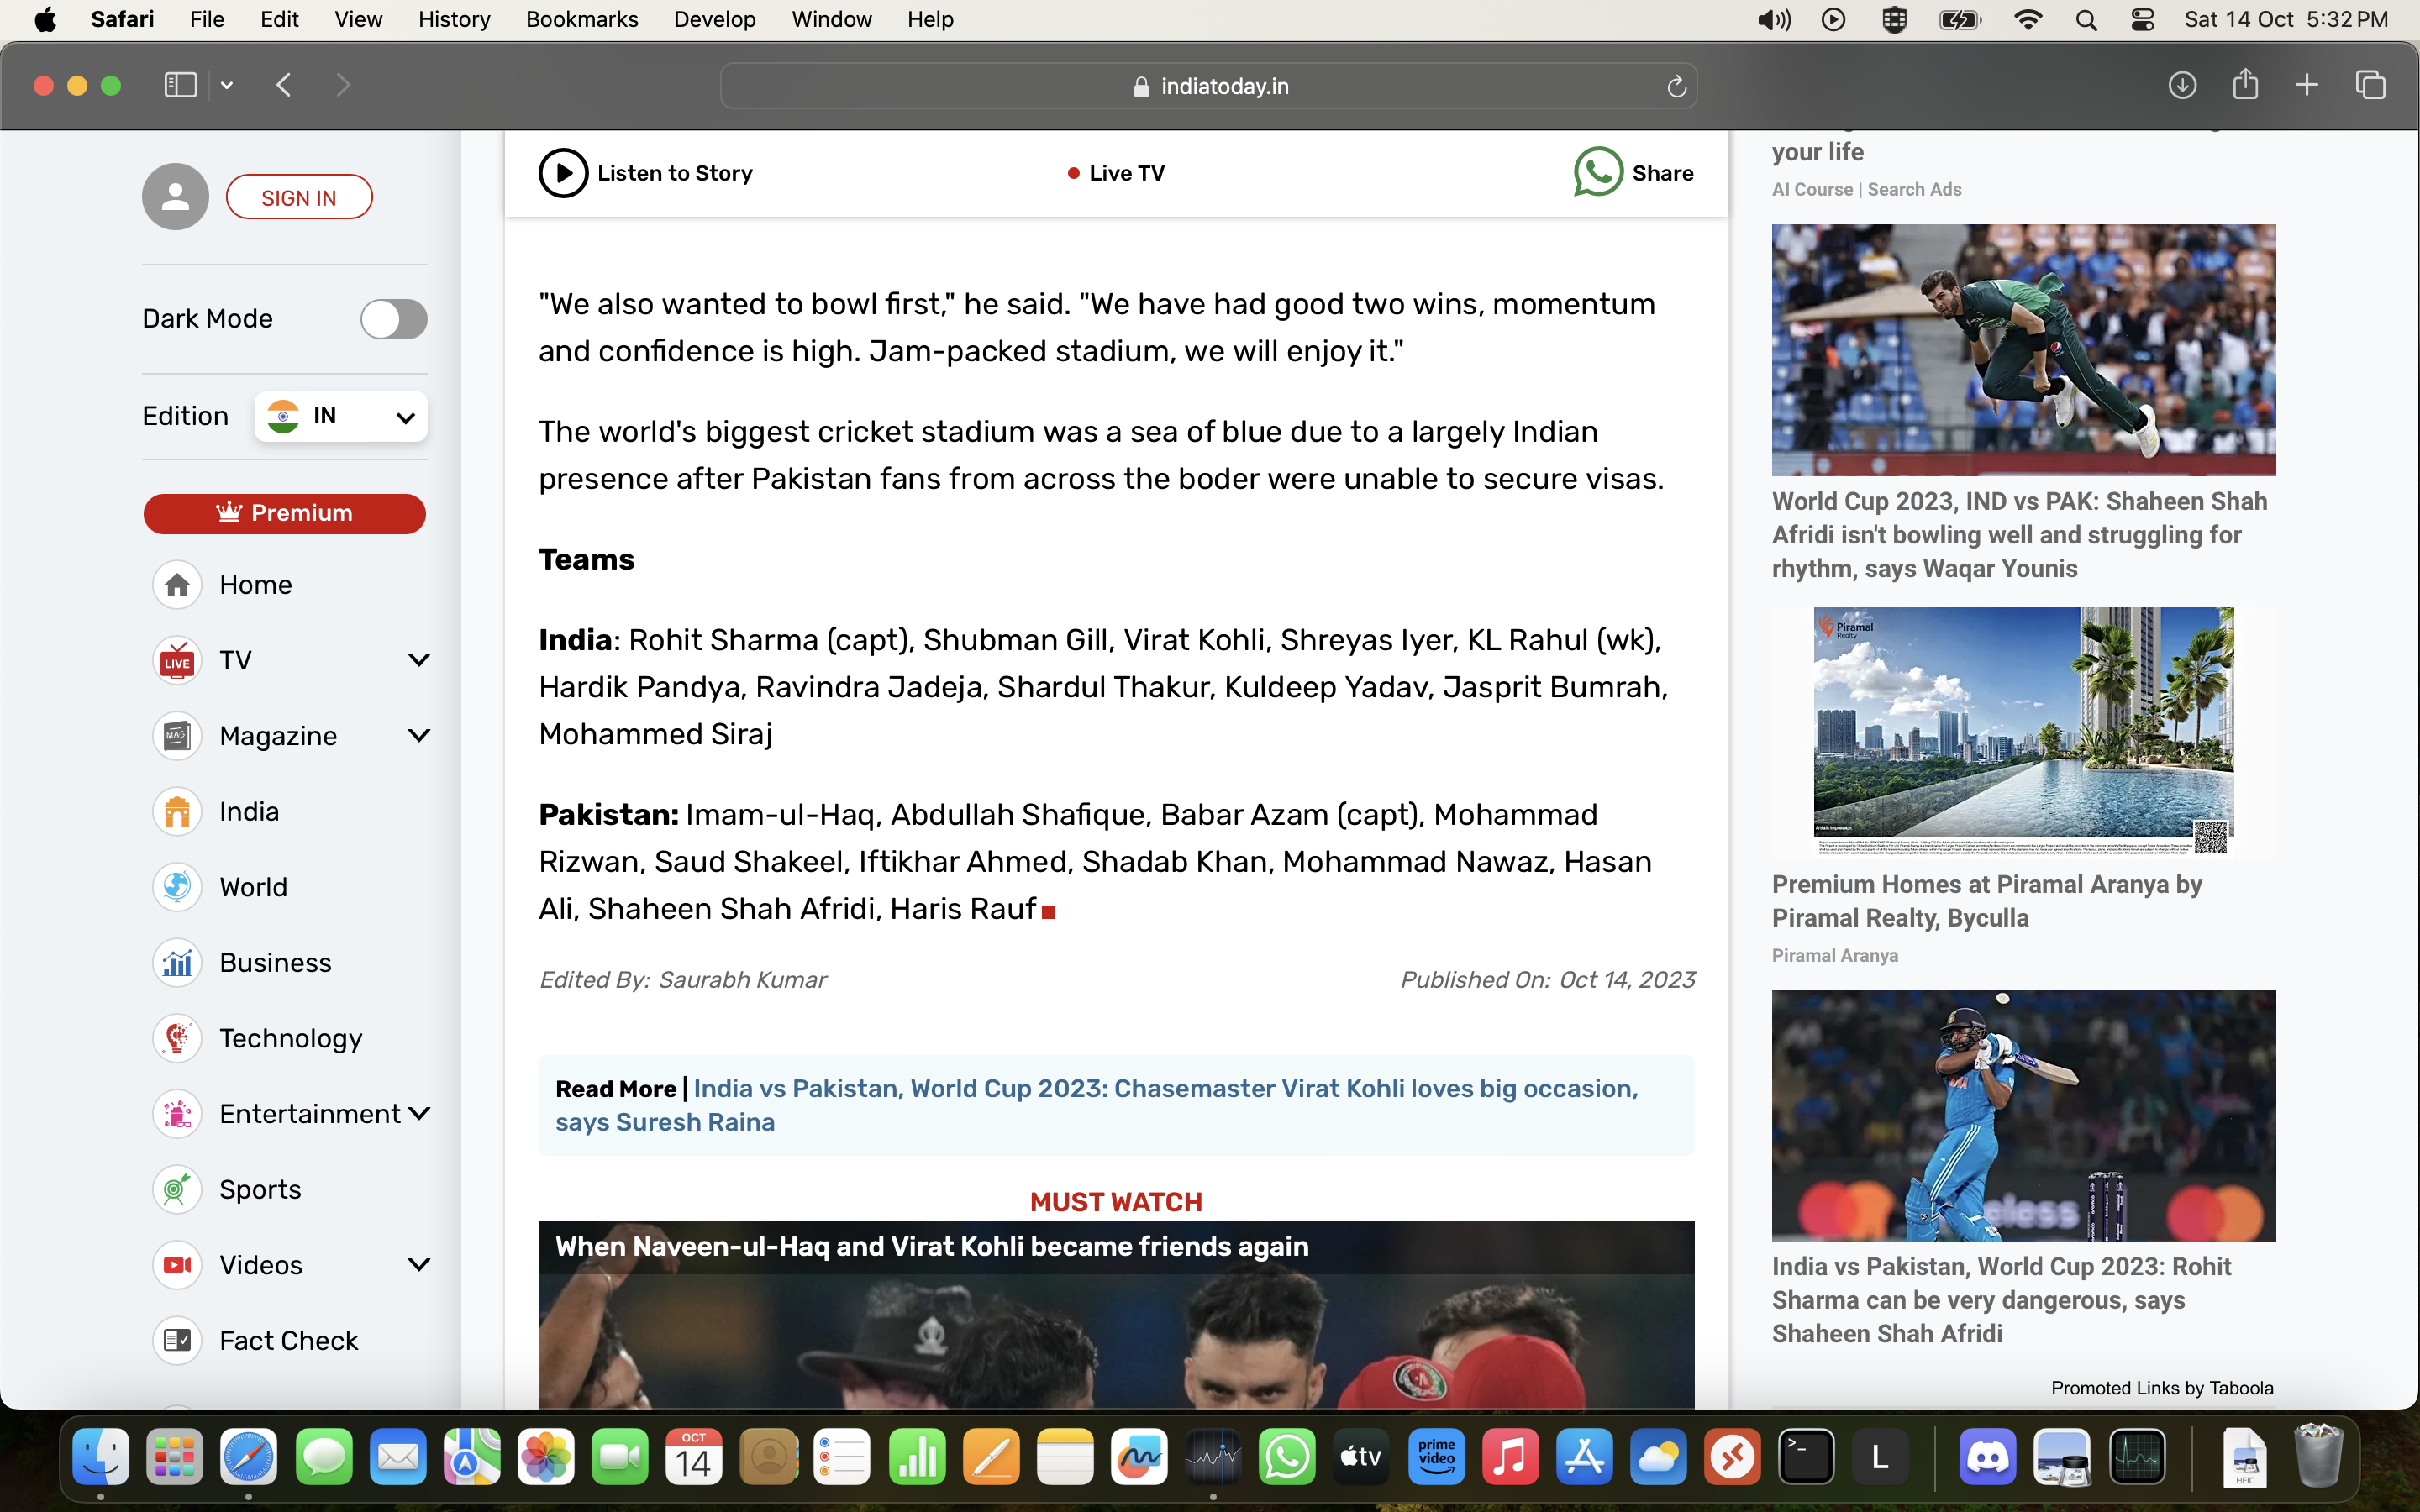 Safari File Edit View History Bookmarks Develop Window Help
Sat 14 Oct 5:32 PM
indiatoday.in
SIGN IN
Dark Mode
Edition IN
Premium
Home
LIVE TV
MAG Magazine
India
World
Business
Technology
Entertainment
Sports
Videos
Fact Check
Listen to Story
Live TV
Share
"We also wanted to bowl first," he said. "We have had good two wins, momentum
and confidence is high. Jam-packed stadium, we will enjoy it."
The world's biggest cricket stadium was a sea of blue due to a largely Indian
presence after Pakistan fans from across the boder were unable to secure visas.
Teams
India: Rohit Sharma (capt), Shubman Gill, Virat Kohli, Shreyas Iyer, KL Rahul (wk),
Hardik Pandya, Ravindra Jadeja, Shardul Thakur, Kuldeep Yadav, Jasprit Bumrah,
Mohammed Siraj
Pakistan: Imam-ul-Haq, Abdullah Shafique, Babar Azam (capt), Mohammad
Rizwan, Saud Shakeel, Iftikhar Ahmed, Shadab Khan, Mohammad Nawaz, Hasan
Ali, Shaheen Shah Afridi, Haris Rauf
Edited By: Saurabh Kumar
Published On: Oct 14, 2023
Read More | India vs Pakistan, World Cup 2023: Chasemaster Virat Kohli loves big occasion,
says Suresh Raina
MUST WATCH
When Naveen-ul-Haq and Virat Kohli became friends again
your life
AI Course | Search Ads
World Cup 2023, IND vs PAK: Shaheen Shah
Afridi isn't bowling well and struggling for
rhythm, says Waqar Younis
Piramal
Realty
Premium Homes at Piramal Aranya by
Piramal Realty, Byculla
Piramal Aranya
eless
India vs Pakistan, World Cup 2023: Rohit
Sharma can be very dangerous, says
Shaheen Shah Afridi
Promoted Links by Taboola
OCT
14
tv
prime
video
L
HEIC